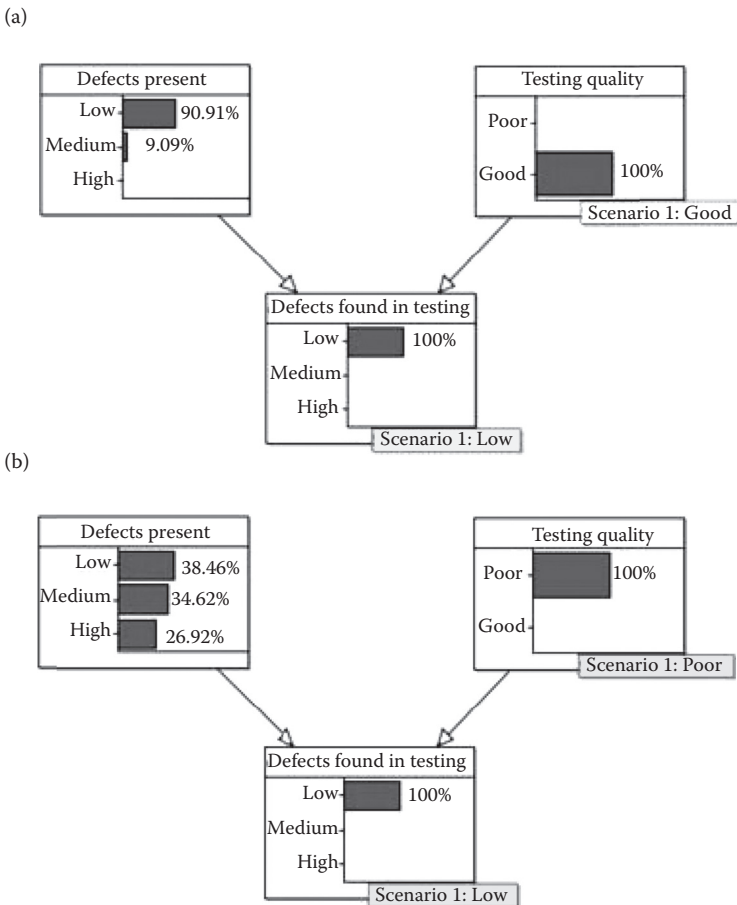 (a)
Defects present
Low
90.91%
Medium
9.09%
High
Testing quality
Poor
Good
100%
Scenario 1: Good
Defects found in testing
Low
100%
Medium
High
Scenario 1: Low
(b)
Defects present
Low
38.46%
Medium
34.62%
High
26.92%
Testing quality
Poor
100%
Good
Scenario 1: Poor
Defects found in testing
Low
100%
Medium
High
Scenario 1: Low